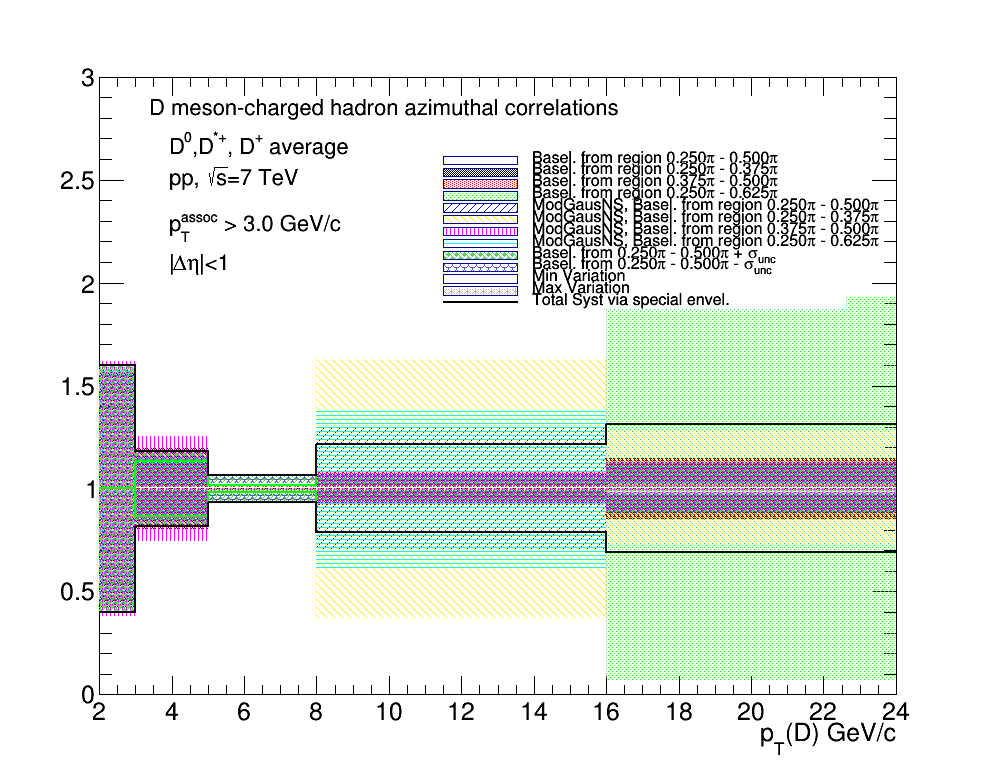 3
2.5
2
1.5
1
0.5
0
D meson-charged hadron azimuthal correlations
D⁰,D*⁺, D⁺ average
pp, √s=7 TeV
p_T^assoc > 3.0 GeV/c
|Δη|<1
Basel. from region 0.250π - 0.500π
Basel. from region 0.250π - 0.375π
Basel. from region 0.375π - 0.500π
Basel. from region 0.250π - 0.625π
ModGausNS, Basel. from region 0.250π - 0.500π
ModGausNS, Basel. from region 0.250π - 0.375π
ModGausNS, Basel. from region 0.375π - 0.500π
ModGausNS, Basel. from region 0.250π - 0.625π
Basel. from 0.250π - 0.500π + σ_unc
Basel. from 0.250π - 0.500π - σ_unc
Min Variation
Max Variation
Total Syst via special envel.
2 4 6 8 10 12 14 16 18 20 22 24
p_T(D) GeV/c